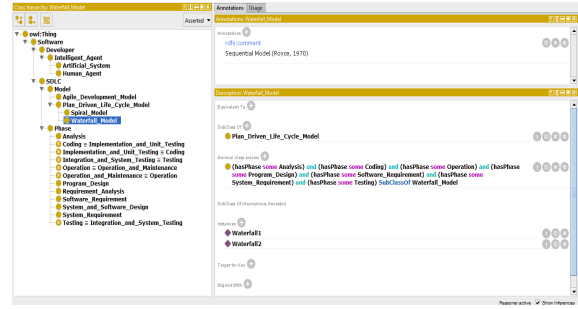 Class hierarchy: Waterfall_Model
Asserted
owl:Thing
Software
Developer
Intelligent_Agent
Artificial_System
Human_Agent
SDLC
Model
Agile_Development_Model
Plan_Driven_Life_Cycle_Model
Spiral_Model
Waterfall_Model
Phase
Analysis
Coding ≡ Implementation_and_Unit_Testing
Implementation_and_Unit_Testing ≡ Coding
Integration_and_System_Testing ≡ Testing
Operation ≡ Operation_and_Maintenance
Operation_and_Maintenance ≡ Operation
Program_Design
Requirement_Analysis
Software_Requirement
System_and_Software_Design
System_Requirement
Testing ≡ Integration_and_System_Testing
Annotations Usage
Annotations: Waterfall_Model
Annotations
rdfs:comment
Sequential Model (Royce, 1970)
Description: Waterfall_Model
Equivalent To
SubClass Of
Plan_Driven_Life_Cycle_Model
General class axioms
(hasPhase some Analysis) and (hasPhase some Coding) and (hasPhase some Operation) and (hasPhase
some Program_Design) and (hasPhase some Software_Requirement) and (hasPhase some
System_Requirement) and (hasPhase some Testing) SubClassOf Waterfall_Model
SubClass Of (Anonymous Ancestor)
Instances
Waterfall1
Waterfall2
Target for Key
Disjoint With
Reasoner active Show Inferences